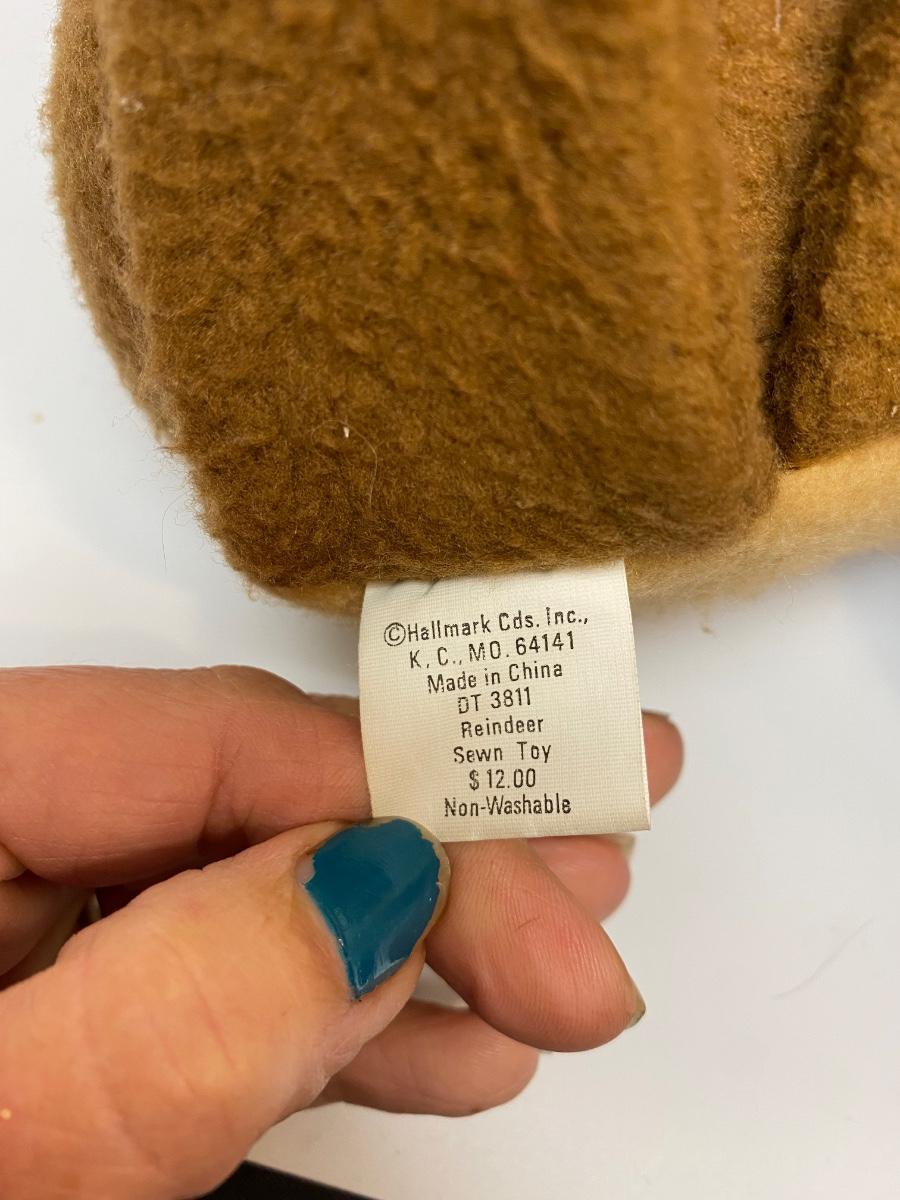 ©Hallmark Cds. Inc.,
K. C., MO. 64141
Made in China
DT 3811
Reindeer
Sewn Toy
$12.00
Non-Washable